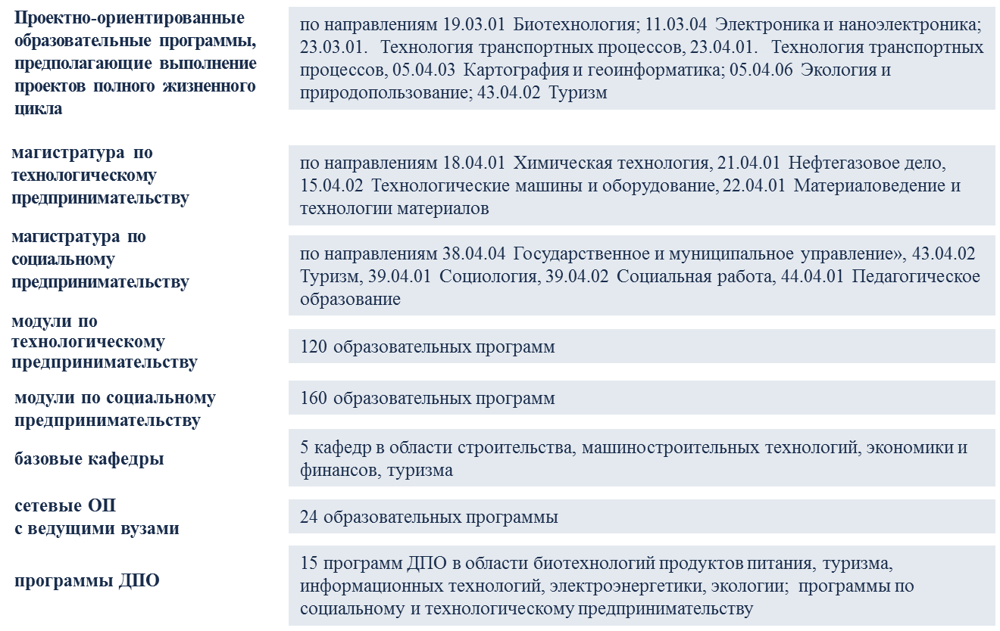 Проектно-ориентированные
образовательные программы,
предполагающие выполнение
проектов полного жизненного
цикла
по направлениям 19.03.01 Биотехнология; 11.03.04 Электроника и наноэлектроника;
23.03.01. Технология транспортных процессов, 23.04.01. Технология транспортных
процессов, 05.04.03 Картография и геоинформатика; 05.04.06 Экология и
природопользование; 43.04.02 Туризм
магистратура по
технологическому
предпринимательству
по направлениям 18.04.01 Химическая технология, 21.04.01 Нефтегазовое дело,
15.04.02 Технологические машины и оборудование, 22.04.01 Материаловедение и
технологии материалов
магистратура по
социальному
предпринимательству
по направлениям 38.04.04 Государственное и муниципальное управление», 43.04.02
Туризм, 39.04.01 Социология, 39.04.02 Социальная работа, 44.04.01 Педагогическое
образование
модули по
технологическому
предпринимательству
120 образовательных программ
модули по социальному
предпринимательству
160 образовательных программ
базовые кафедры
5 кафедр в области строительства, машиностроительных технологий, экономики и
финансов, туризма
сетевые ОП
с ведущими вузами
24 образовательных программы
программы ДПО
15 программ ДПО в области биотехнологий продуктов питания, туризма,
информационных технологий, электроэнергетики, экологии; программы по
социальному и технологическому предпринимательству